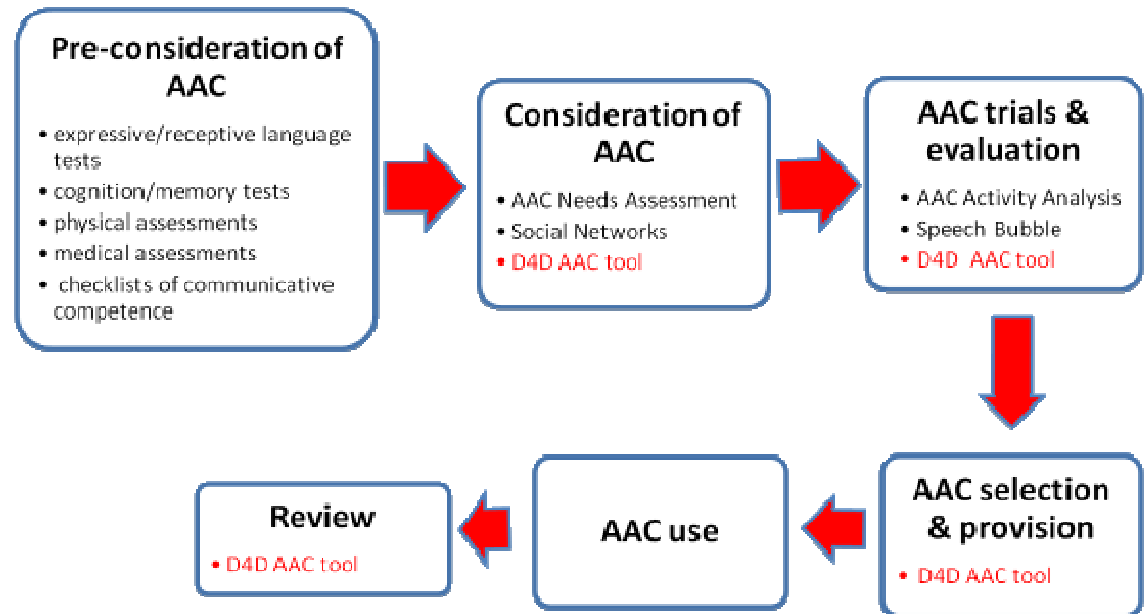 Pre-consideration of
AAC
• expressive/receptive language
tests
• cognition/memory tests
• physical assessments
• medical assessments
• checklists of communicative
competence
Consideration of
AAC
• AAC Needs Assessment
• Social Networks
• D4D AAC tool
AAC trials &
evaluation
• AAC Activity Analysis
• Speech Bubble
• D4D AAC tool
AAC selection
& provision
• D4D AAC tool
AAC use
Review
• D4D AAC tool